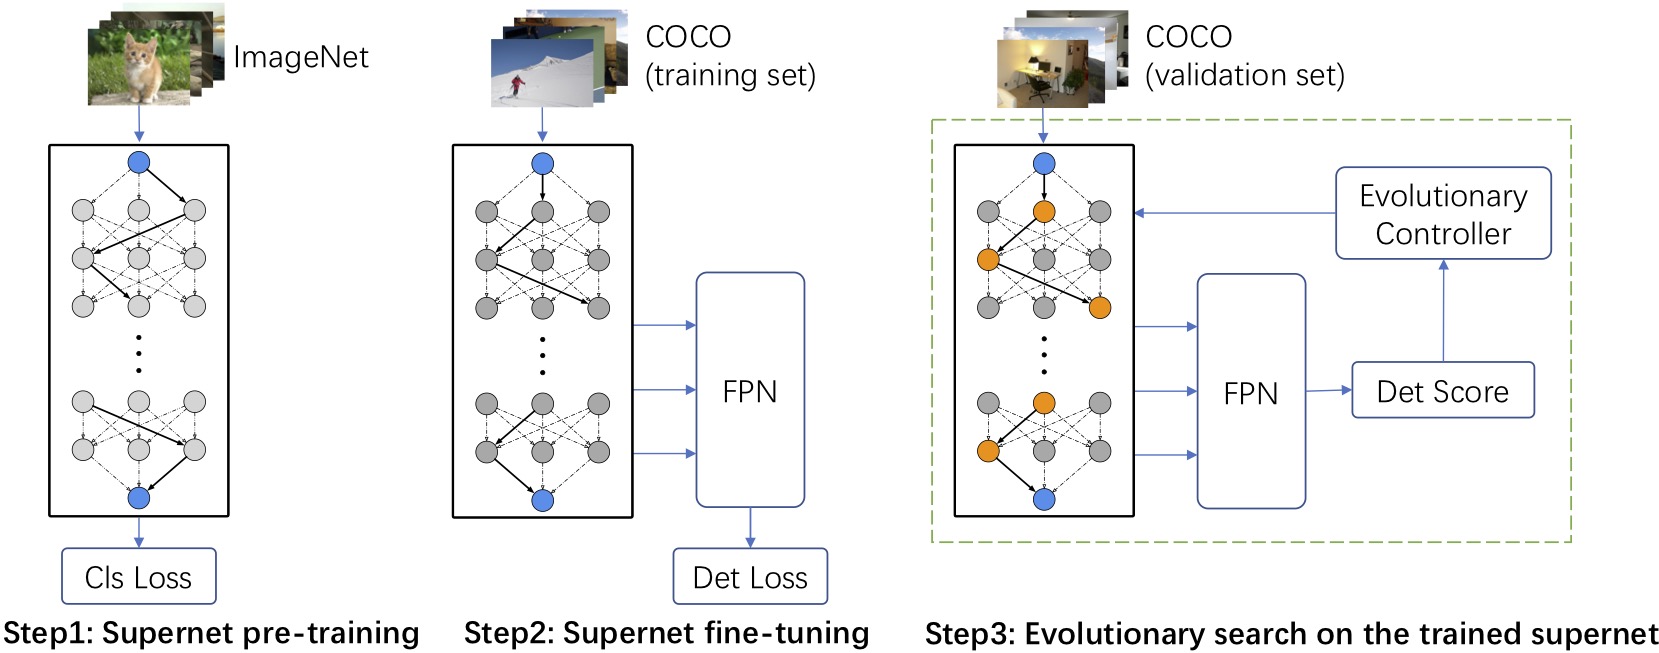 ImageNet
Cls Loss
Step1: Supernet pre-training
COCO
(training set)
FPN
Det Loss
Step2: Supernet fine-tuning
COCO
(validation set)
Evolutionary
Controller
FPN
Det Score
Step3: Evolutionary search on the trained supernet